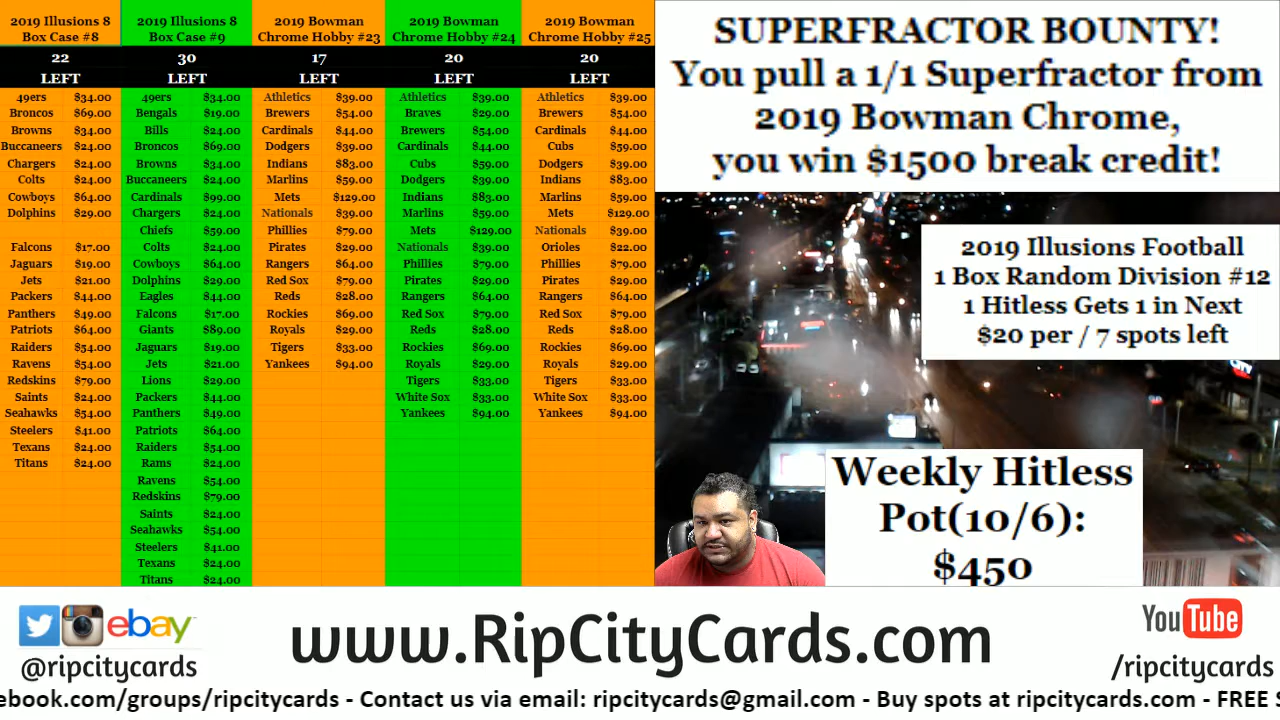 2019 Illusions 8
Box Case #8
22
LEFT
49ers $34.00
Broncos $69.00
Browns $34.00
Buccaneers $24.00
Chargers $24.00
Colts $24.00
Cowboys $64.00
Dolphins $29.00
Falcons $17.00
Jaguars $19.00
Jets $21.00
Packers $44.00
Panthers $49.00
Patriots $64.00
Raiders $54.00
Ravens $54.00
Redskins $79.00
Saints $24.00
Seahawks $54.00
Steelers $41.00
Texans $24.00
Titans $24.00
2019 Illusions 8
Box Case #9
30
LEFT
49ers $34.00
Bengals $19.00
Bills $24.00
Broncos $69.00
Browns $34.00
Buccaneers $24.00
Cardinals $99.00
Chargers $24.00
Chiefs $59.00
Colts $24.00
Cowboys $64.00
Dolphins $29.00
Eagles $44.00
Falcons $17.00
Giants $89.00
Jaguars $19.00
Jets $21.00
Lions $29.00
Packers $44.00
Panthers $49.00
Patriots $64.00
Raiders $54.00
Rams $24.00
Ravens $54.00
Redskins $79.00
Saints $24.00
Seahawks $54.00
Steelers $41.00
Texans $24.00
Titans $24.00
2019 Bowman
Chrome Hobby #23
17
LEFT
Athletics $39.00
Brewers $54.00
Cardinals $44.00
Dodgers $39.00
Indians $83.00
Marlins $59.00
Mets $129.00
Nationals $39.00
Phillies $79.00
Pirates $29.00
Rangers $64.00
Red Sox $79.00
Reds $28.00
Rockies $69.00
Royals $29.00
Tigers $33.00
Yankees $94.00
2019 Bowman
Chrome Hobby #24
20
LEFT
Athletics $39.00
Braves $29.00
Brewers $54.00
Cardinals $44.00
Cubs $59.00
Dodgers $39.00
Indians $83.00
Marlins $59.00
Mets $129.00
Nationals $39.00
Phillies $79.00
Pirates $29.00
Rangers $64.00
Red Sox $79.00
Reds $28.00
Rockies $69.00
Royals $29.00
Tigers $33.00
White Sox $33.00
Yankees $94.00
2019 Bowman
Chrome Hobby #25
20
LEFT
Athletics $39.00
Brewers $54.00
Cardinals $44.00
Cubs $59.00
Dodgers $39.00
Indians $83.00
Marlins $59.00
Mets $129.00
Nationals $39.00
Orioles $22.00
Phillies $79.00
Pirates $29.00
Rangers $64.00
Red Sox $79.00
Reds $28.00
Rockies $69.00
Royals $29.00
Tigers $33.00
White Sox $33.00
Yankees $94.00
SUPERFRACTOR BOUNTY!
You pull a 1/1 Superfractor from
2019 Bowman Chrome,
you win $1500 break credit!
2019 Illusions Football
1 Box Random Division #12
1 Hitless Gets 1 in Next
$20 per / 7 spots left
Weekly Hitless
Pot(10/6):
$450
ebay
@ripcitycards
www.RipCityCards.com
YouTube
/ripcitycards
ebook.com/groups/ripcitycards - Contact us via email: ripcitycards@gmail.com - Buy spots at ripcitycards.com - FREE S